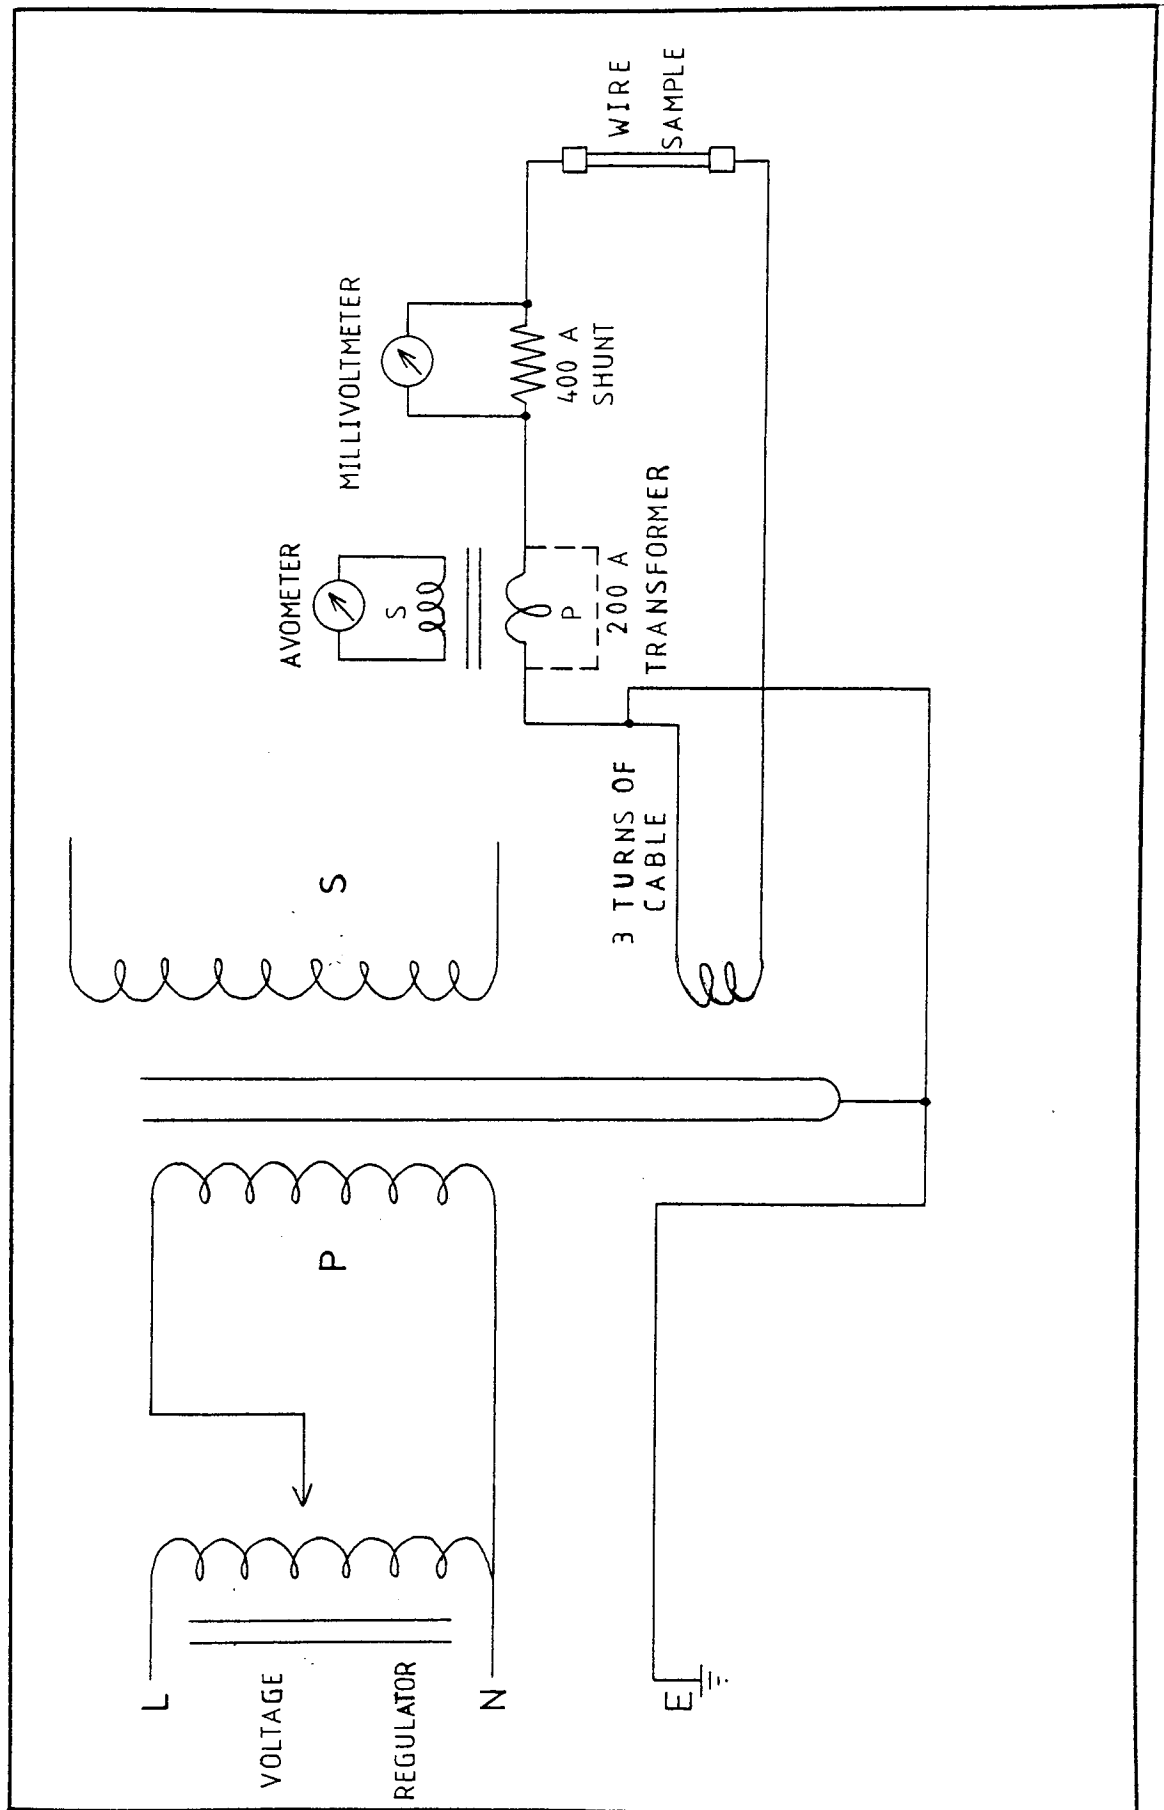 L
VOLTAGE
REGULATOR
N
E
P
S
3 TURNS OF
CABLE
AVOMETER
S
P
200 A
TRANSFORMER
MILLIVOLTMETER
400 A
SHUNT
WIRE
SAMPLE